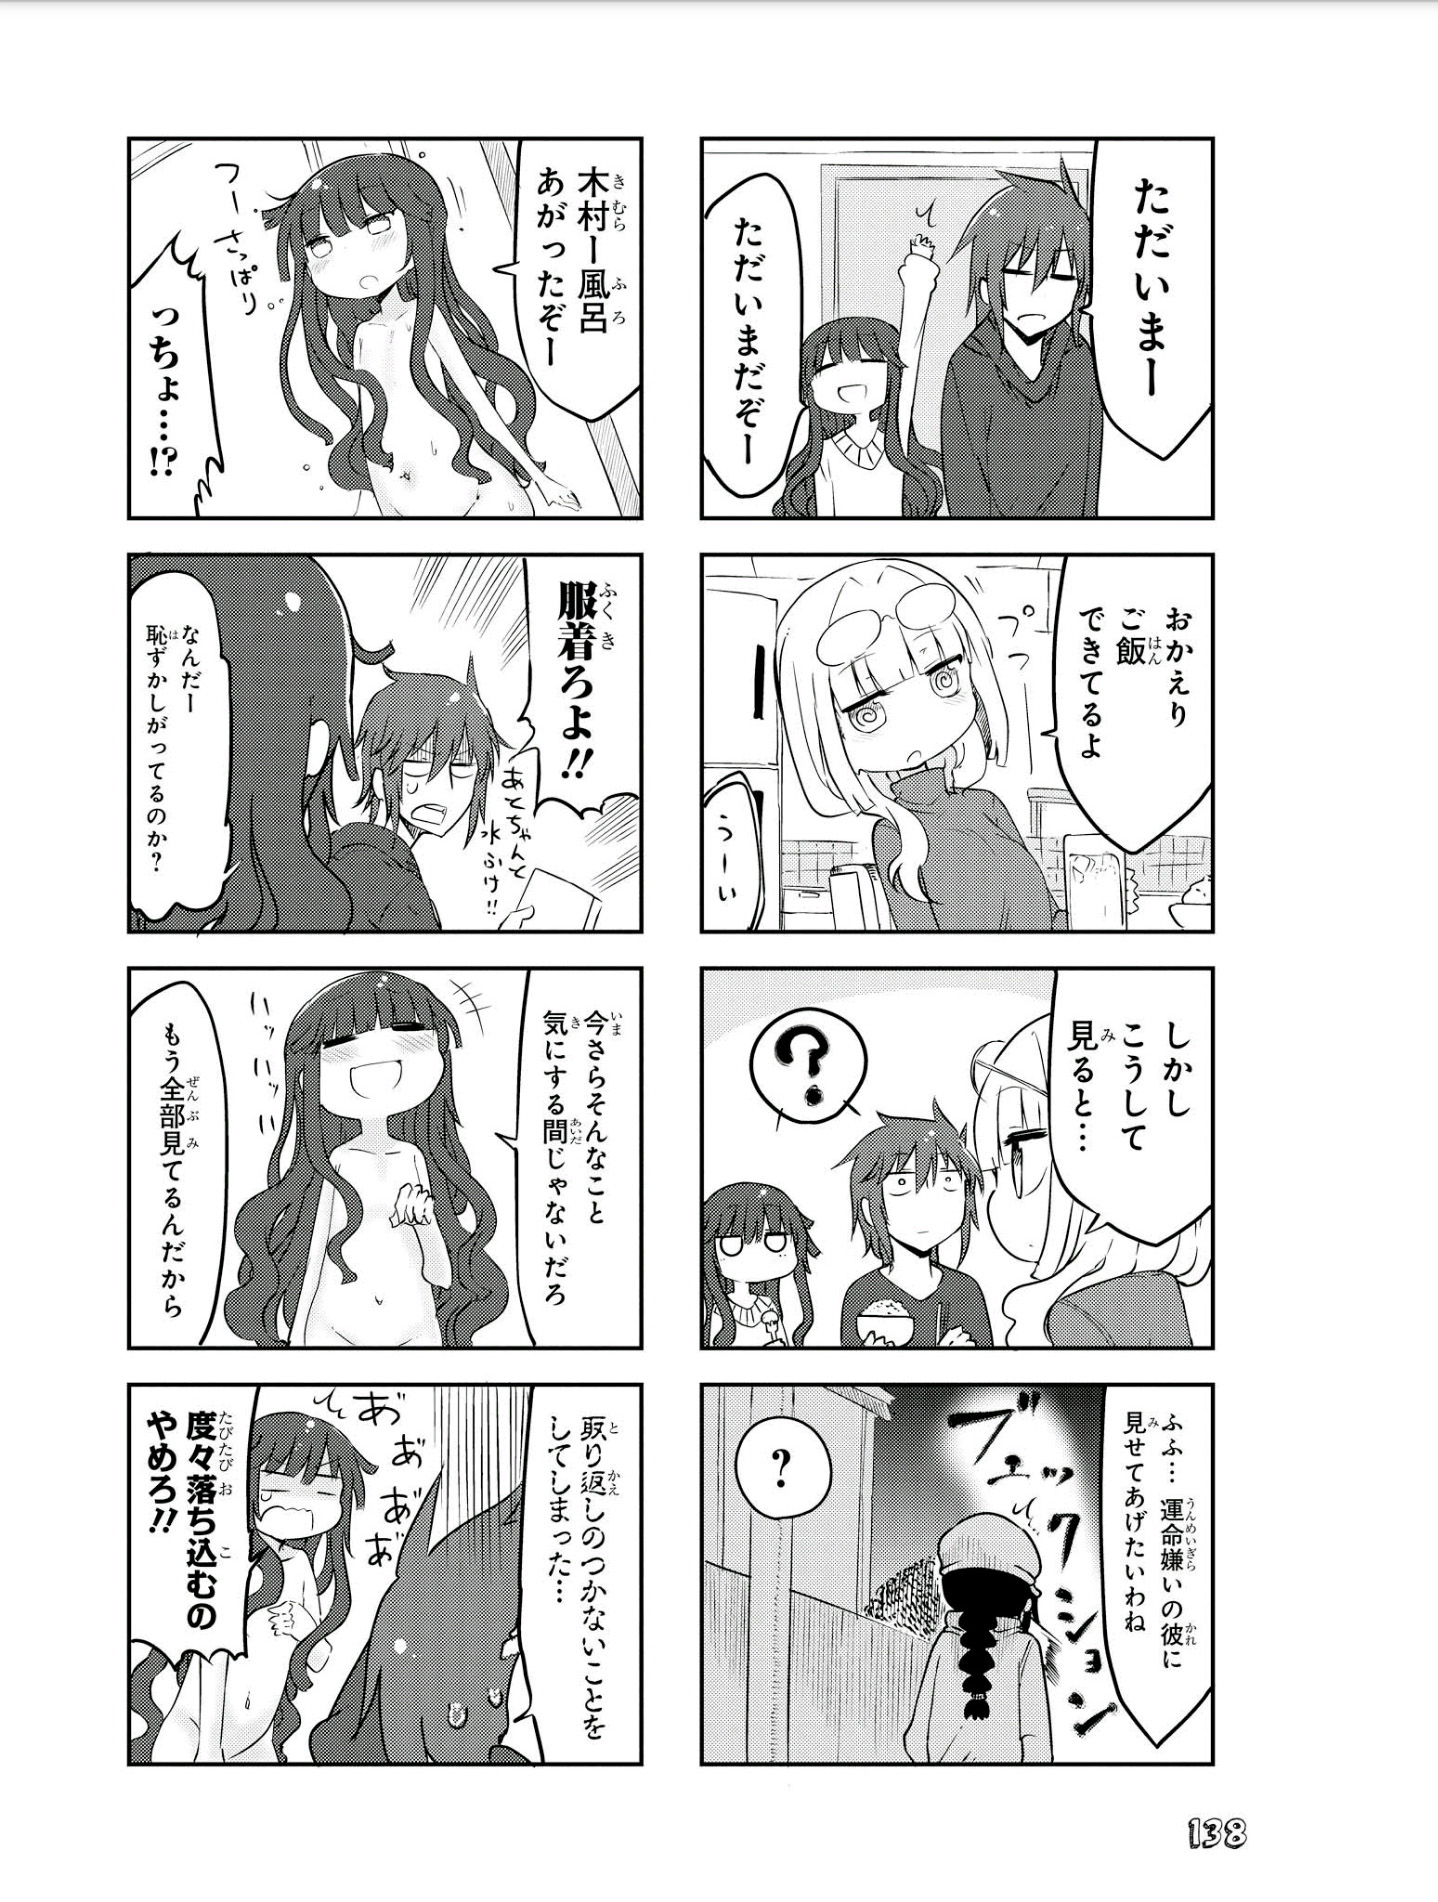 ただいまー
ただいまだぞー
おかえり
ご飯
できてるよ
プ
フ
うーい
しかし
こうして
見ると…
?
ふふ…運命嫌いの彼に
見せてあげたいわね
ブェックション
?
木村ー風呂
あがったぞー
ふー
さっぱり
っちょ…!?
服着ろよ!!
あとちゃんと
水ふけ!!
なんだー
恥ずかしがってるのか?
今さらそんなこと
気にする間じゃないだろ
ハッ
ハッ
ハッ
もう全部見てるんだから
取り返しのつかないことを
してしまった…
あ゛あ゛あ゛あ゛
度々落ち込むの
やめろ!!
138